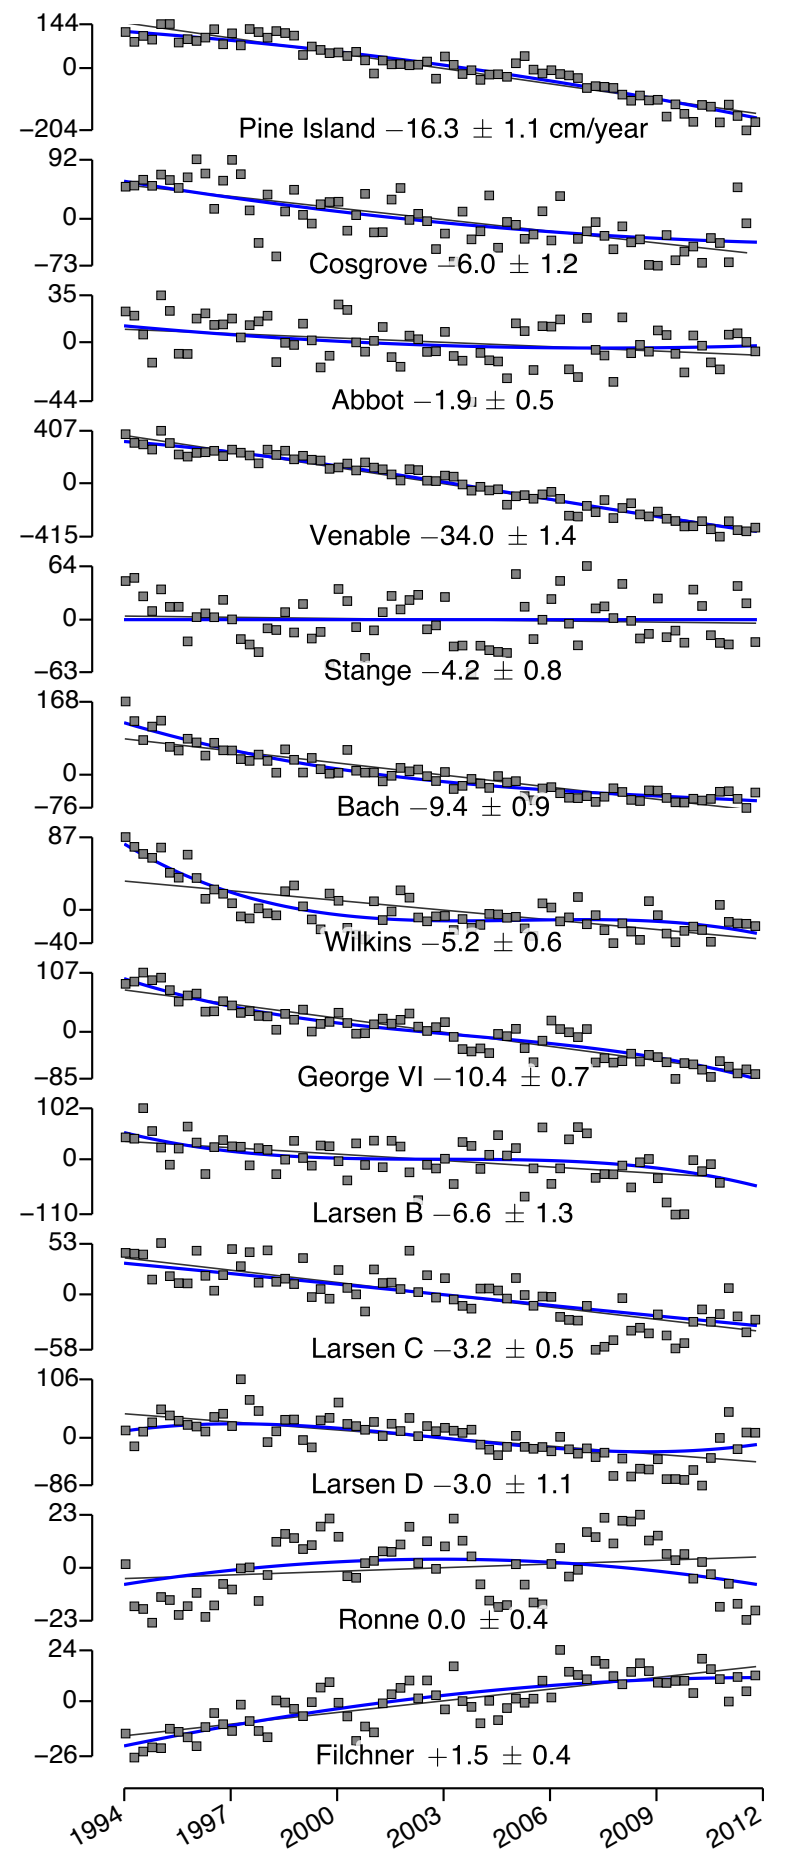 144
0
−204
Pine Island −16.3 ± 1.1 cm/year
92
0
−73
Cosgrove −6.0 ± 1.2
35
0
−44
Abbot −1.9 ± 0.5
407
0
−415
Venable −34.0 ± 1.4
64
0
−63
Stange −4.2 ± 0.8
168
0
−76
Bach −9.4 ± 0.9
87
0
−40
Wilkins −5.2 ± 0.6
107
0
−85
George VI −10.4 ± 0.7
102
0
−110
Larsen B −6.6 ± 1.3
53
0
−58
Larsen C −3.2 ± 0.5
106
0
−86
Larsen D −3.0 ± 1.1
23
0
−23
Ronne 0.0 ± 0.4
24
0
−26
Filchner +1.5 ± 0.4
1994 1997 2000 2003 2006 2009 2012